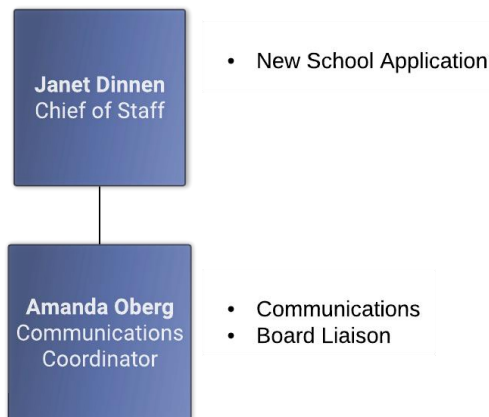 Janet Dinnen
Chief of Staff
• New School Application
Amanda Oberg
Communications
Coordinator
• Communications
• Board Liaison